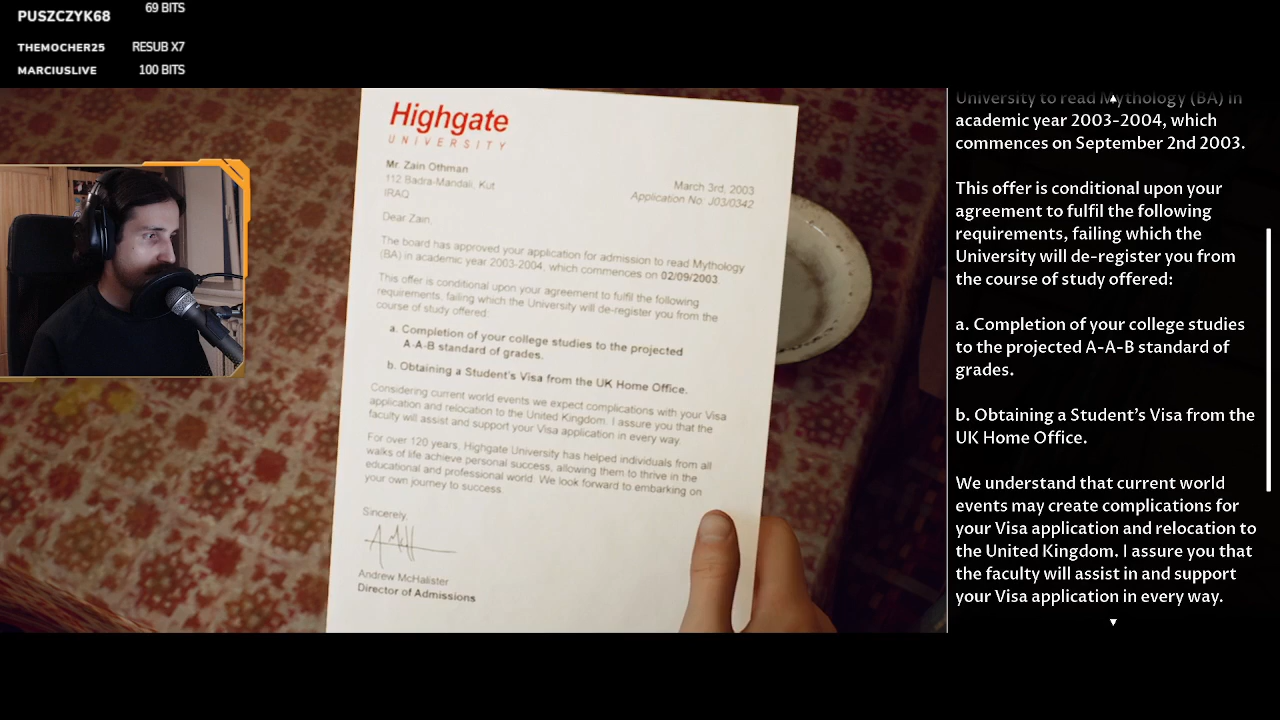 PUSZCZYK68 69 BITS
THEMOCHER25 RESUB X7
MARCIUSLIVE 100 BITS
Highgate
UNIVERSITY
Mr. Zain Othman
112 Badra-Mandali, Kut
IRAQ
March 3rd, 2003
Application No. J03/0342
Dear Zain,
The board has approved your application for admission to read Mythology
(BA) in academic year 2003-2004, which commences on 02/09/2003.
This offer is conditional upon your agreement to fulfil the following
requirements, failing which the University will de-register you from the
course of study offered:
a. Completion of your college studies to the projected
A-A-B standard of grades.
b. Obtaining a Student's Visa from the UK Home Office.
Considering current world events we expect complications with your Visa
application and relocation to the United Kingdom. I assure you that the
faculty will assist and support your Visa application in every way.
For over 120 years, Highgate University has helped individuals from all
walks of life achieve personal success, allowing them to thrive in the
educational and professional world. We look forward to embarking on
your own journey to success.
Sincerely,
Andrew McHalister
Director of Admissions
University to read Mythology (BA) in
academic year 2003-2004, which
commences on September 2nd 2003.
This offer is conditional upon your
agreement to fulfil the following
requirements, failing which the
University will de-register you from
the course of study offered:
a. Completion of your college studies
to the projected A-A-B standard of
grades.
b. Obtaining a Student's Visa from the
UK Home Office.
We understand that current world
events may create complications for
your Visa application and relocation to
the United Kingdom. I assure you that
the faculty will assist in and support
your Visa application in every way.